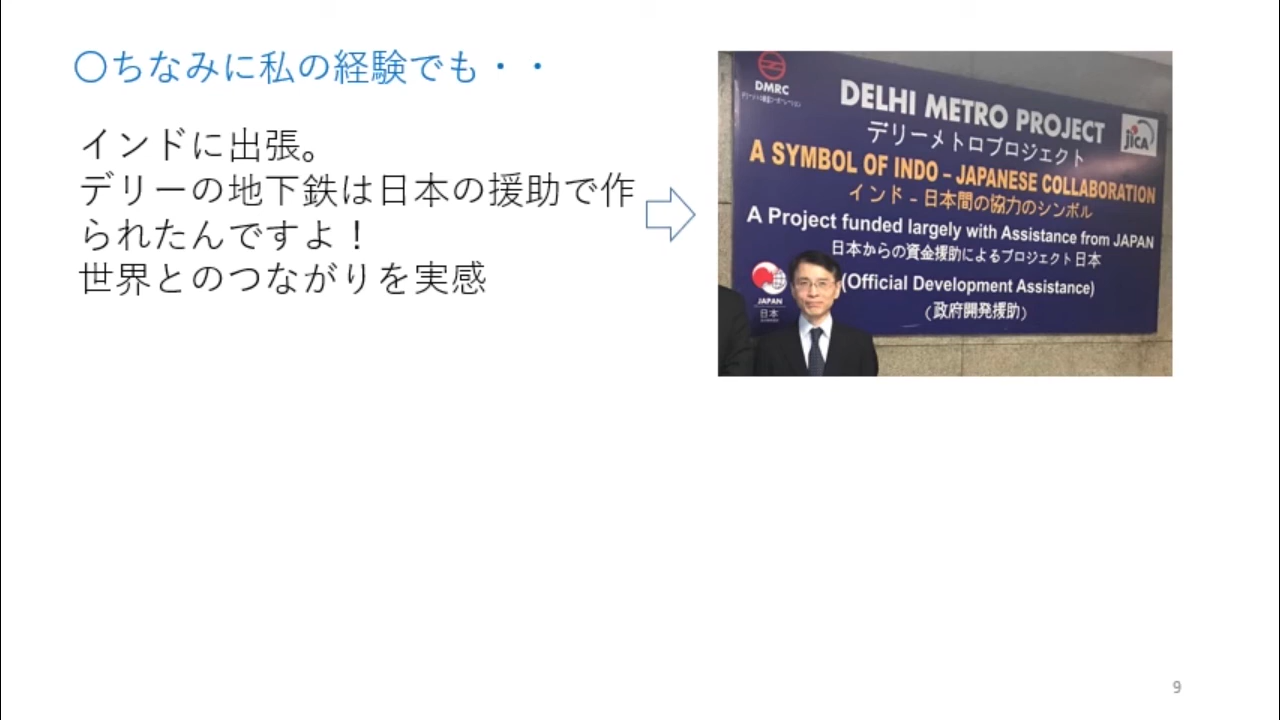 〇ちなみに私の経験でも・・
インドに出張。
デリーの地下鉄は日本の援助で作
られたんですよ！
世界とのつながりを実感
DMRC
DELHI METRO PROJECT
デリーメトロプロジェクト
jICA
A SYMBOL OF INDO – JAPANESE COLLABORATION
インド - 日本間の協力のシンボル
A Project funded largely with Assistance from JAPAN
日本からの資金援助によるプロジェクト日本
(Official Development Assistance)
(政府開発援助)
JAPAN
日本
9